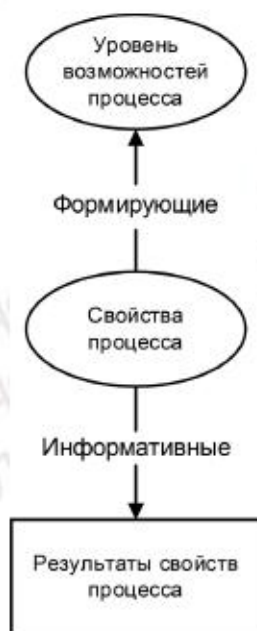 Уровень
возможностей
процесса
Формирующие
Свойства
процесса
Информативные
Результаты свойств
процесса